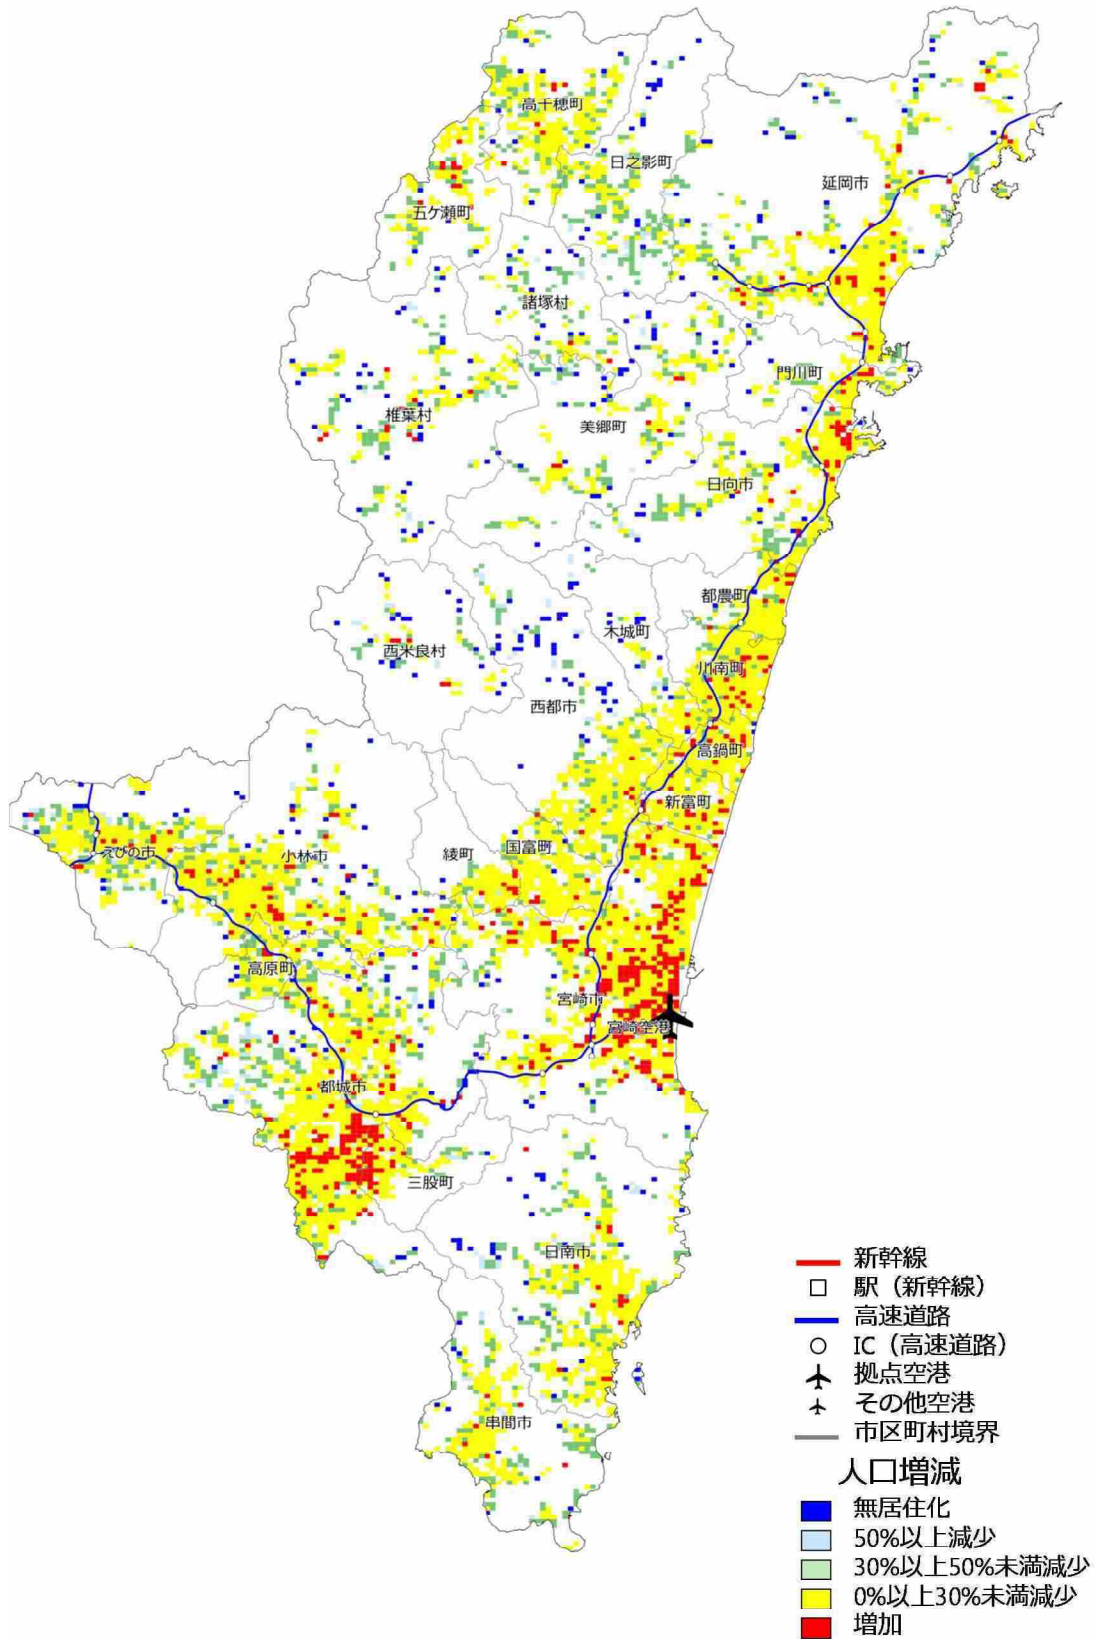 高千穂町
日之影町
延岡市
五ケ瀬町
諸塚村
門川町
椎葉村
美郷町
日向市
都農町
木城町
西米良村
川南町
西都市
高鍋町
新富町
国富町
綾町
小林市
えびの市
高原町
宮崎市
宮崎空港
都城市
三股町
日南市
串間市
新幹線
駅（新幹線）
高速道路
IC（高速道路）
拠点空港
その他空港
市区町村境界
人口増減
無居住化
50%以上減少
30%以上50%未満減少
0%以上30%未満減少
増加